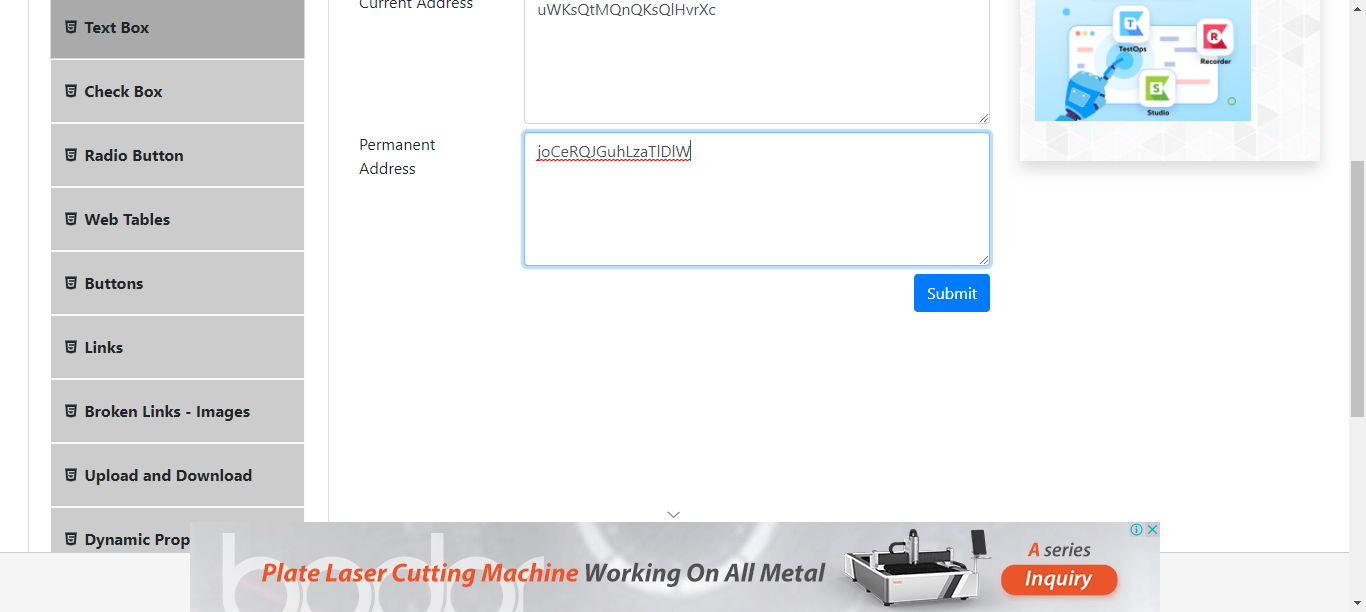 Text Box
Check Box
Radio Button
Web Tables
Buttons
Links
Broken Links - Images
Upload and Download
Dynamic Prop
Current Address
uWKsQtMQnQKsQlHvrXc
Permanent
Address
joCeRQJGuhLzaTlDlW
Submit
TestOps
Recorder
Studio
bodor
Plate Laser Cutting Machine Working On All Metal
A series
Inquiry